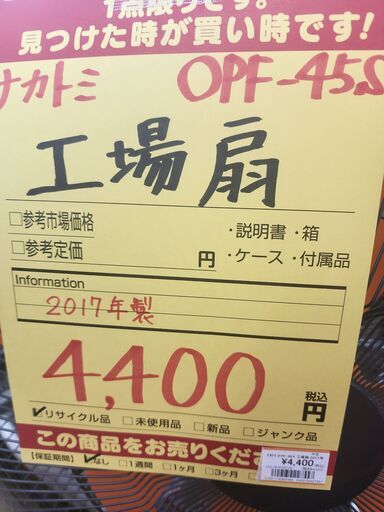 1点限りです。
見つけた時が買い時です!
ナカトミ OPF-45S
工場扇
□参考市場価格
□参考定価 円
・説明書・箱
・ケース・付属品
Information
2017年製
4,400 税込 円
☑リサイクル品 □未使用品 □新品 □ジャンク品
この商品をお売りくだ
【保証期間】 ☑なし □1週間 □1ヶ月 □3ヶ月
¥4,400